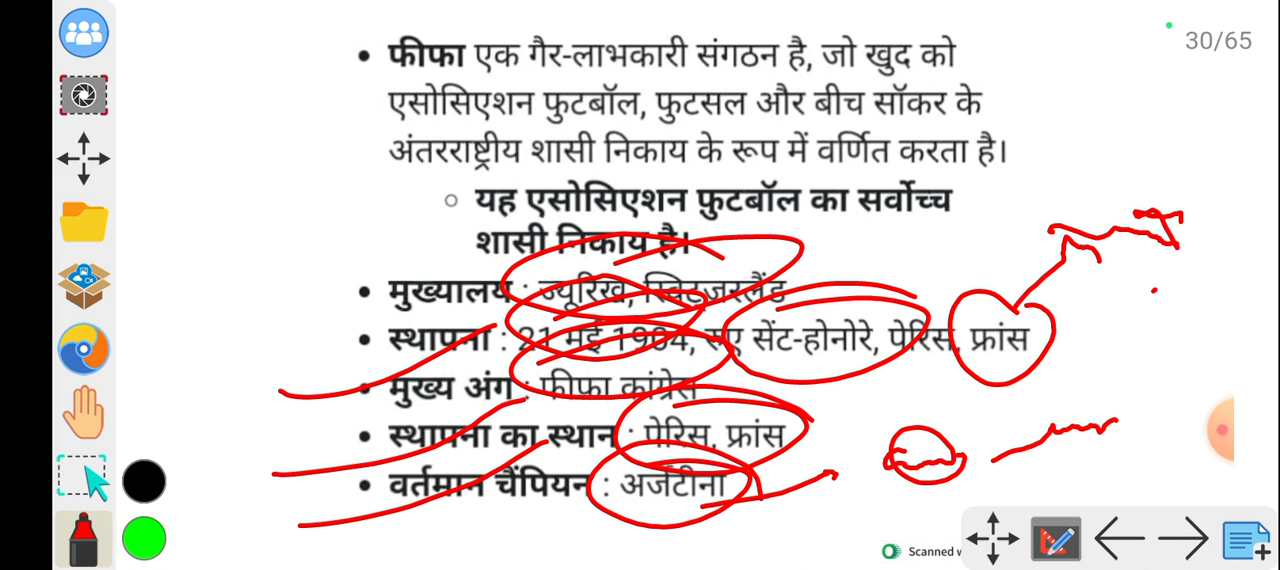 30/65
• फीफा एक गैर-लाभकारी संगठन है, जो खुद को
एसोसिएशन फुटबॉल, फुटसल और बीच सॉकर के
अंतरराष्ट्रीय शासी निकाय के रूप में वर्णित करता है।
○ यह एसोसिएशन फुटबॉल का सर्वोच्च
शासी निकाय है।
• मुख्यालय : ज्यूरिख, स्विट्जरलैंड
• स्थापना : 21 मई 1904, रुए सेंट-होनोरे, पेरिस, फ्रांस
• मुख्य अंग : फीफा कांग्रेस
• स्थापना का स्थान : पेरिस, फ्रांस
• वर्तमान चैंपियन : अर्जेंटीना
Scanned